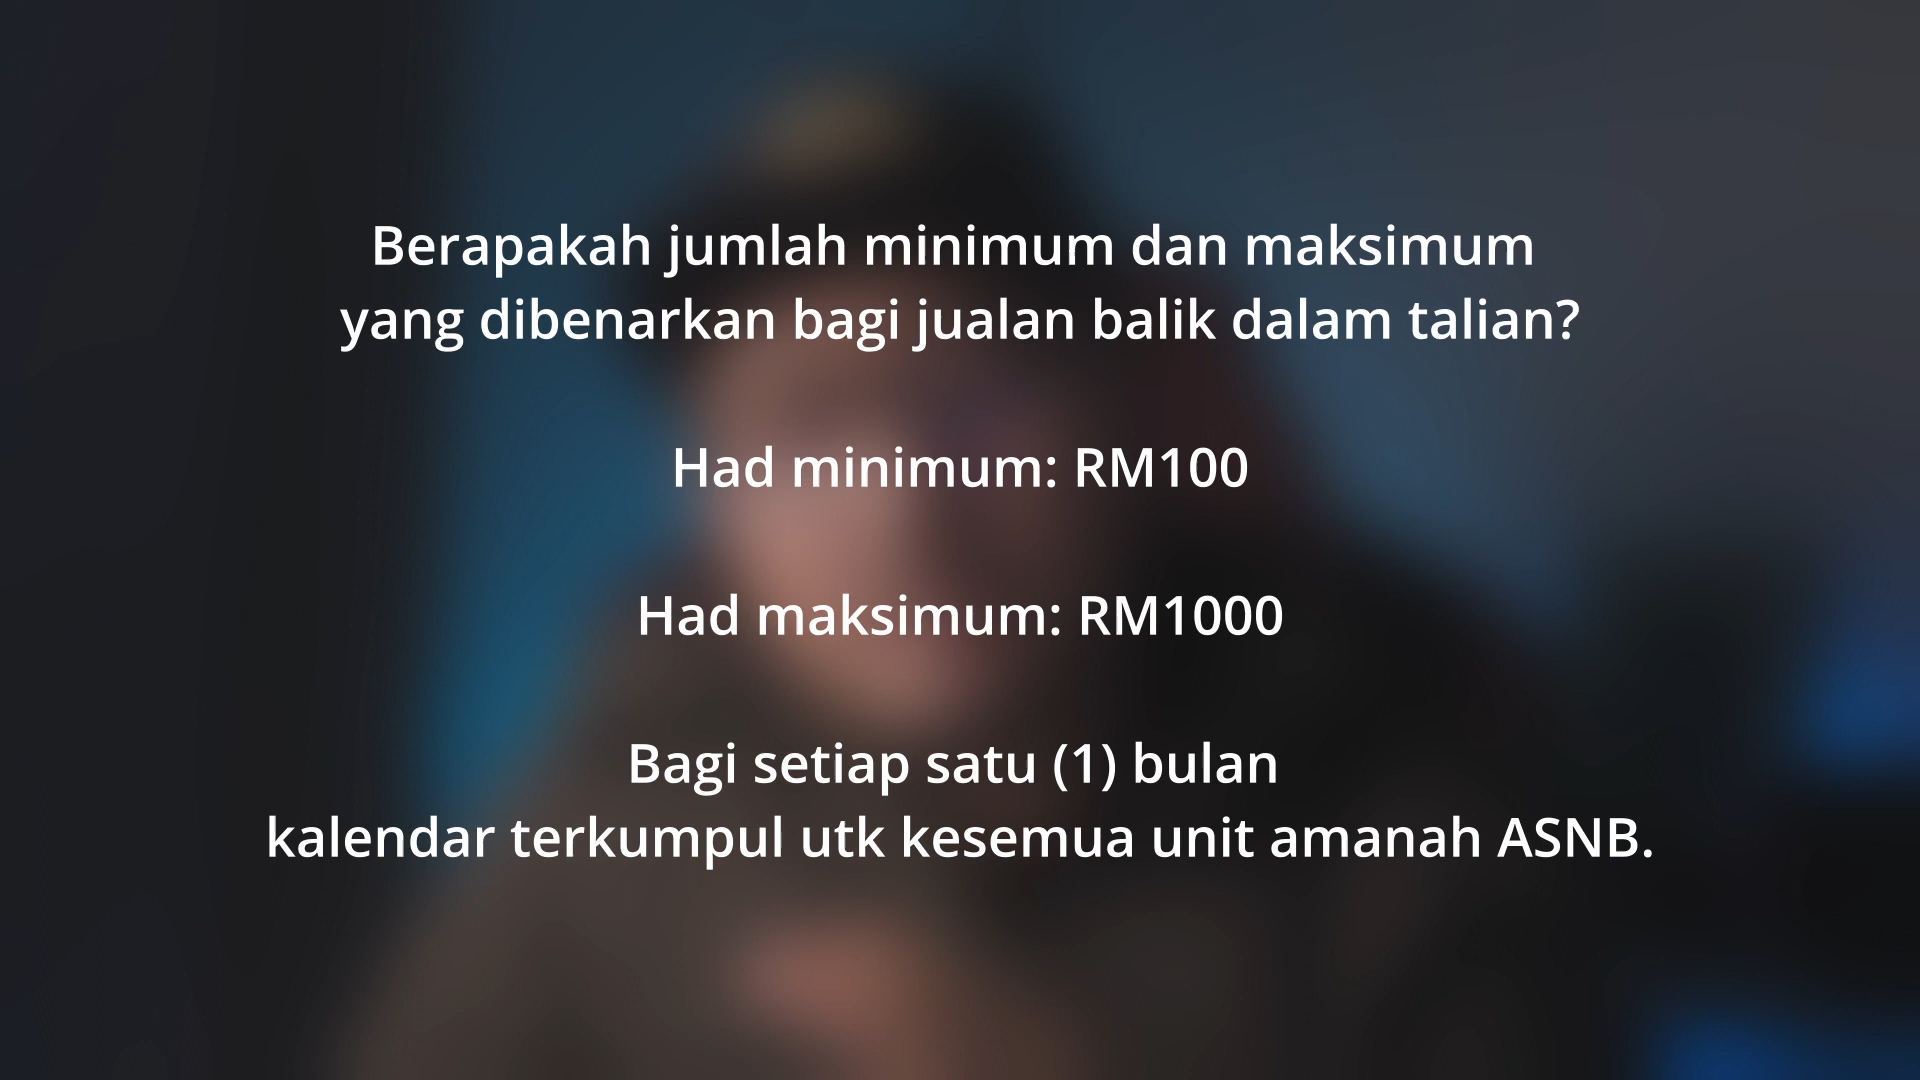 Berapakah jumlah minimum dan maksimum
yang dibenarkan bagi jualan balik dalam talian?
Had minimum: RM100
Had maksimum: RM1000
Bagi setiap satu (1) bulan
kalendar terkumpul utk kesemua unit amanah ASNB.